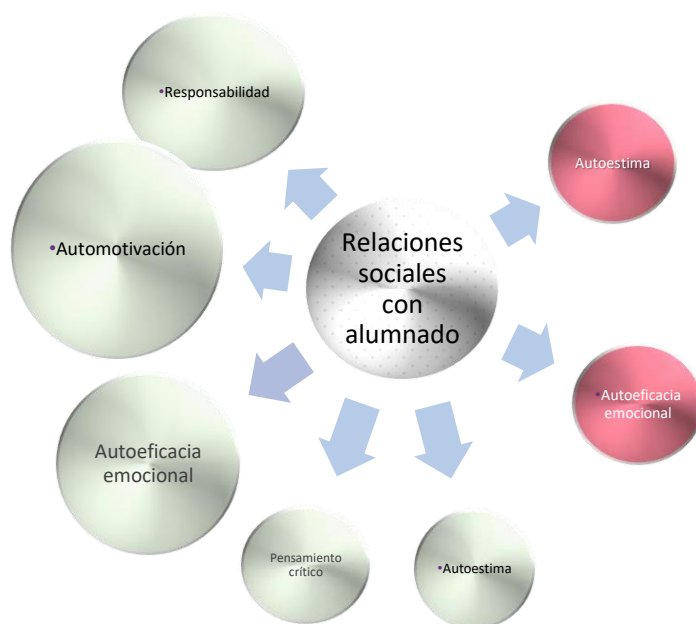 •Responsabilidad
Autoestima
•Automotivación
Relaciones
sociales
con
alumnado
•Autoeficacia
emocional
Autoeficacia
emocional
Pensamiento
crítico
•Autoestima